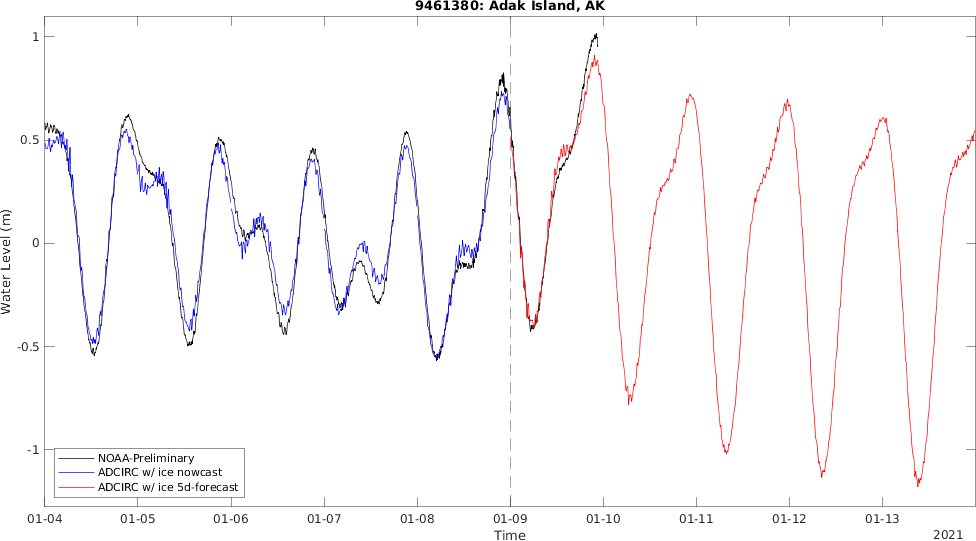 9461380: Adak Island, AK
Water Level (m)
1
0.5
0
-0.5
-1
NOAA-Preliminary
ADCIRC w/ ice nowcast
ADCIRC w/ ice 5d-forecast
01-04 01-05 01-06 01-07 01-08 01-09 01-10 01-11 01-12 01-13
Time
2021